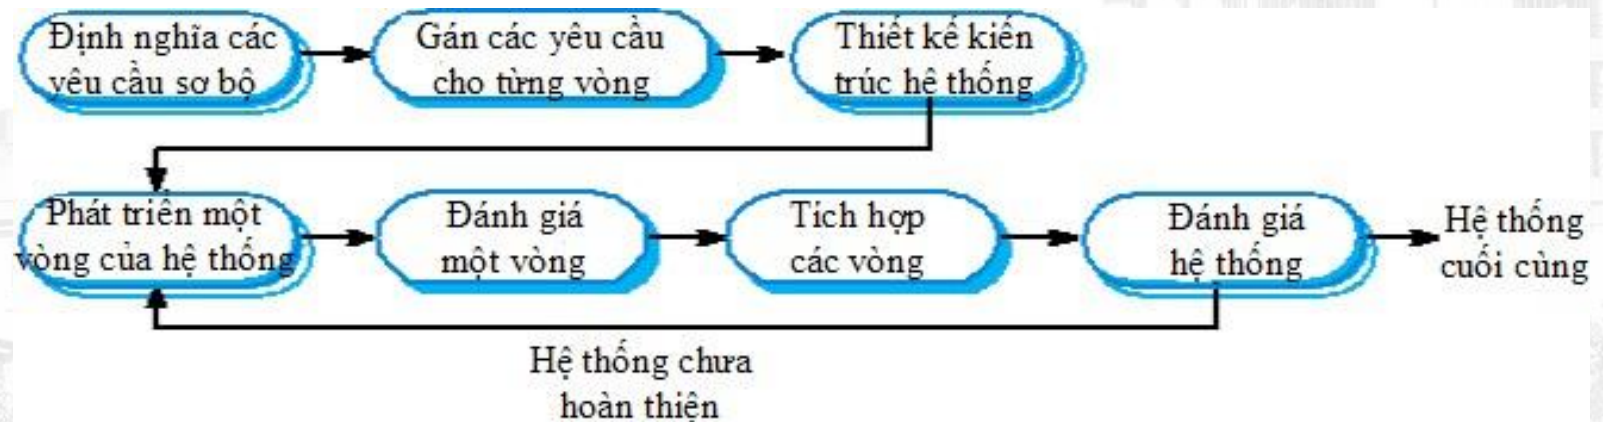 Định nghĩa các
yêu cầu sơ bộ
Gán các yêu cầu
cho từng vòng
Thiết kế kiến
trúc hệ thống
Phát triển một
vòng của hệ thống
Đánh giá
một vòng
Tích hợp
các vòng
Đánh giá
hệ thống
Hệ thống
cuối cùng
Hệ thống chưa
hoàn thiện